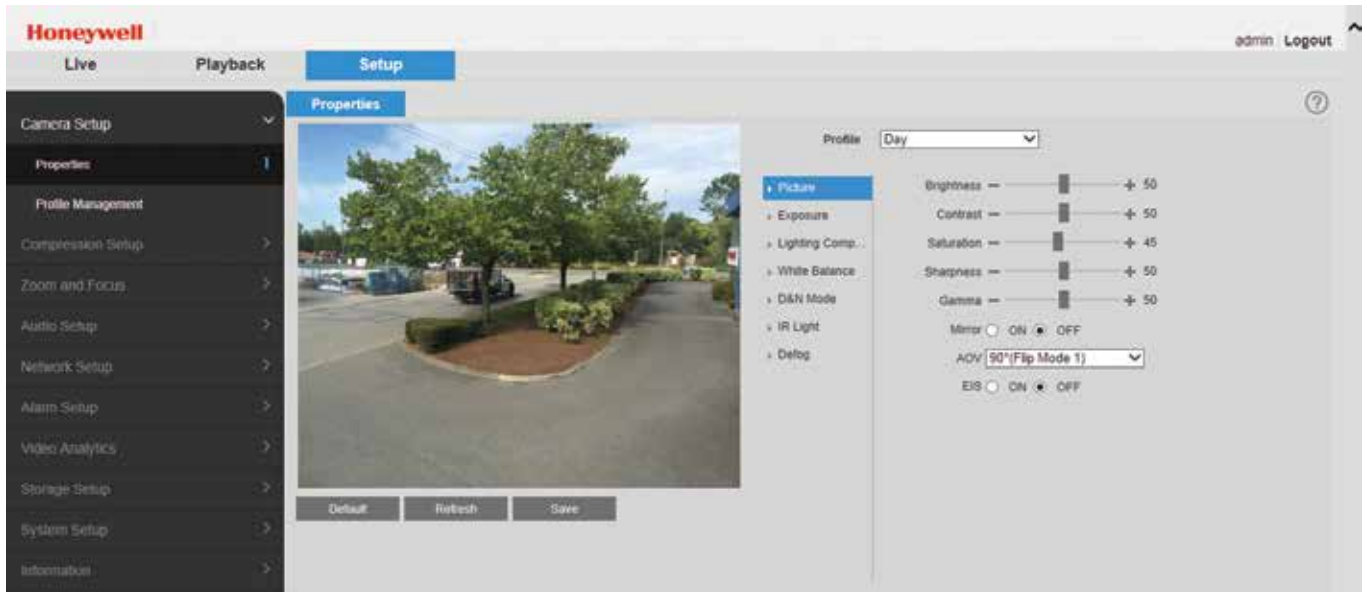 Honeywell
admin Logout
Live Playback Setup
Camera Setup
Properties
Profile Management
Compression Setup
Zoom and Focus
Audio Setup
Network Setup
Alarm Setup
Video Analytics
Storage Setup
System Setup
Information
Properties
?
Default Refresh Save
Profile Day
Picture
Exposure
Lighting Comp...
White Balance
D&N Mode
IR Light
Defog
Brightness − + 50
Contrast − + 50
Saturation − + 45
Sharpness − + 50
Gamma − + 50
Mirror ON OFF
AOV 90°(Flip Mode 1)
EIS ON OFF